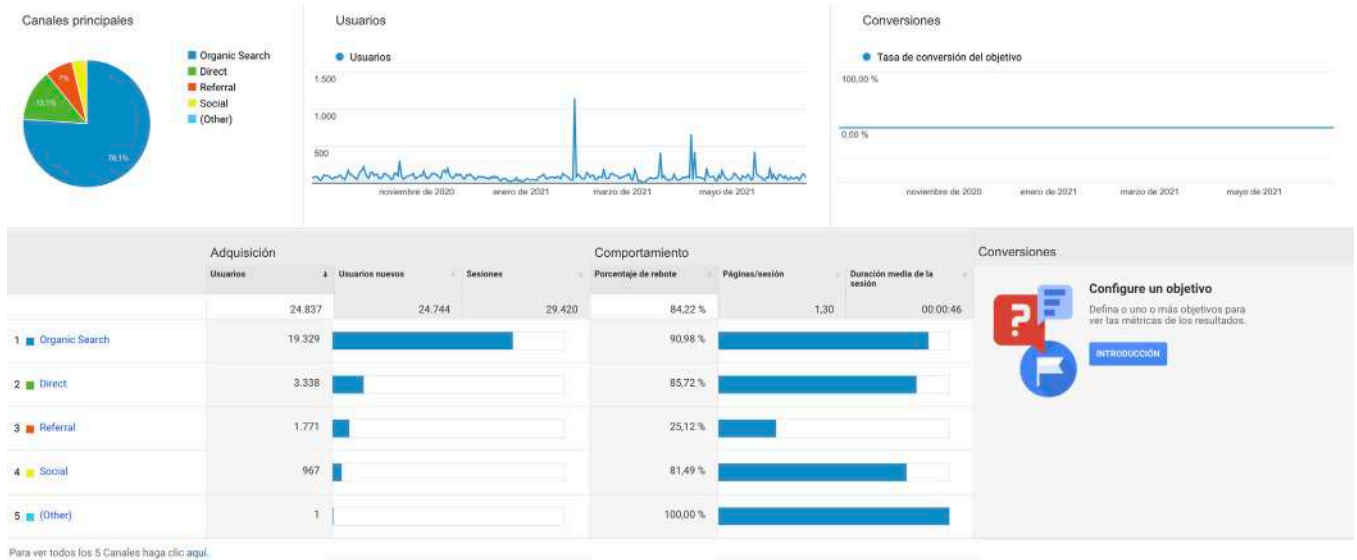 Canales principales
Organic Search
Direct
Referral
Social
(Other)
76,1%
13,1%
7%
Usuarios
Usuarios
1.500
1.000
500
noviembre de 2020 enero de 2021 marzo de 2021 mayo de 2021
Conversiones
Tasa de conversión del objetivo
100,00 %
0,00 %
noviembre de 2020 enero de 2021 marzo de 2021 mayo de 2021
Adquisición Comportamiento Conversiones
Usuarios Usuarios nuevos Sesiones Porcentaje de rebote Páginas/sesión Duración media de la sesión
24.837 24.744 29.420 84,22 % 1,30 00:00:46
1 Organic Search 19.329 90,98 %
2 Direct 3.338 85,72 %
3 Referral 1.771 25,12 %
4 Social 967 81,49 %
5 (Other) 1 100,00 %
Configure un objetivo
Defina o uno o más objetivos para
ver las métricas de los resultados.
INTRODUCCIÓN
Para ver todos los 5 Canales haga clic aquí.